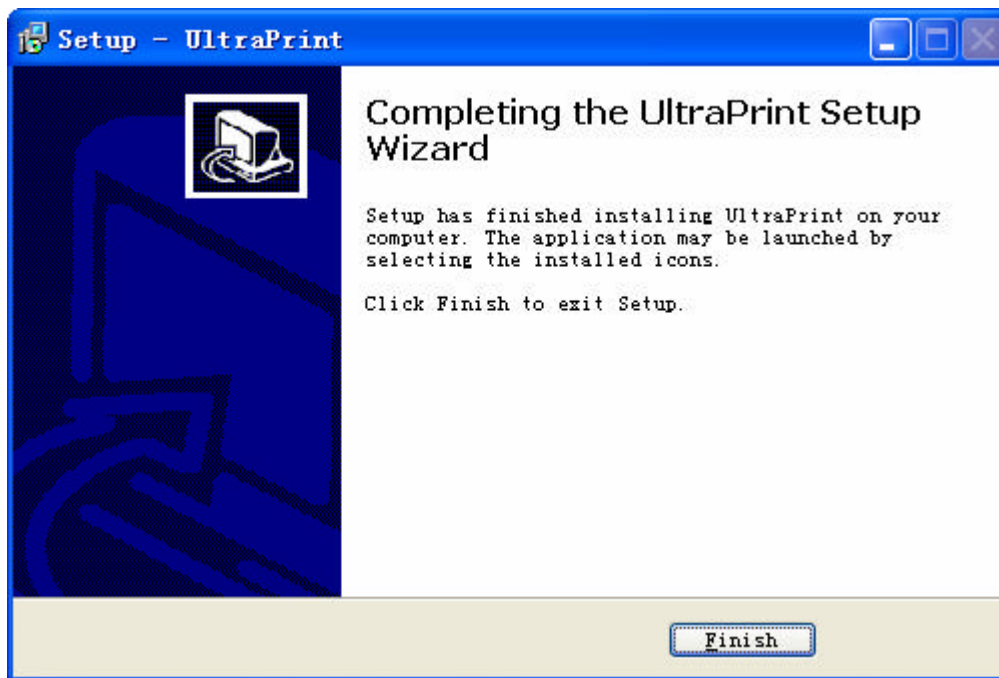 Setup - UltraPrint
Completing the UltraPrint Setup
Wizard
Setup has finished installing UltraPrint on your
computer. The application may be launched by
selecting the installed icons.
Click Finish to exit Setup.
Finish